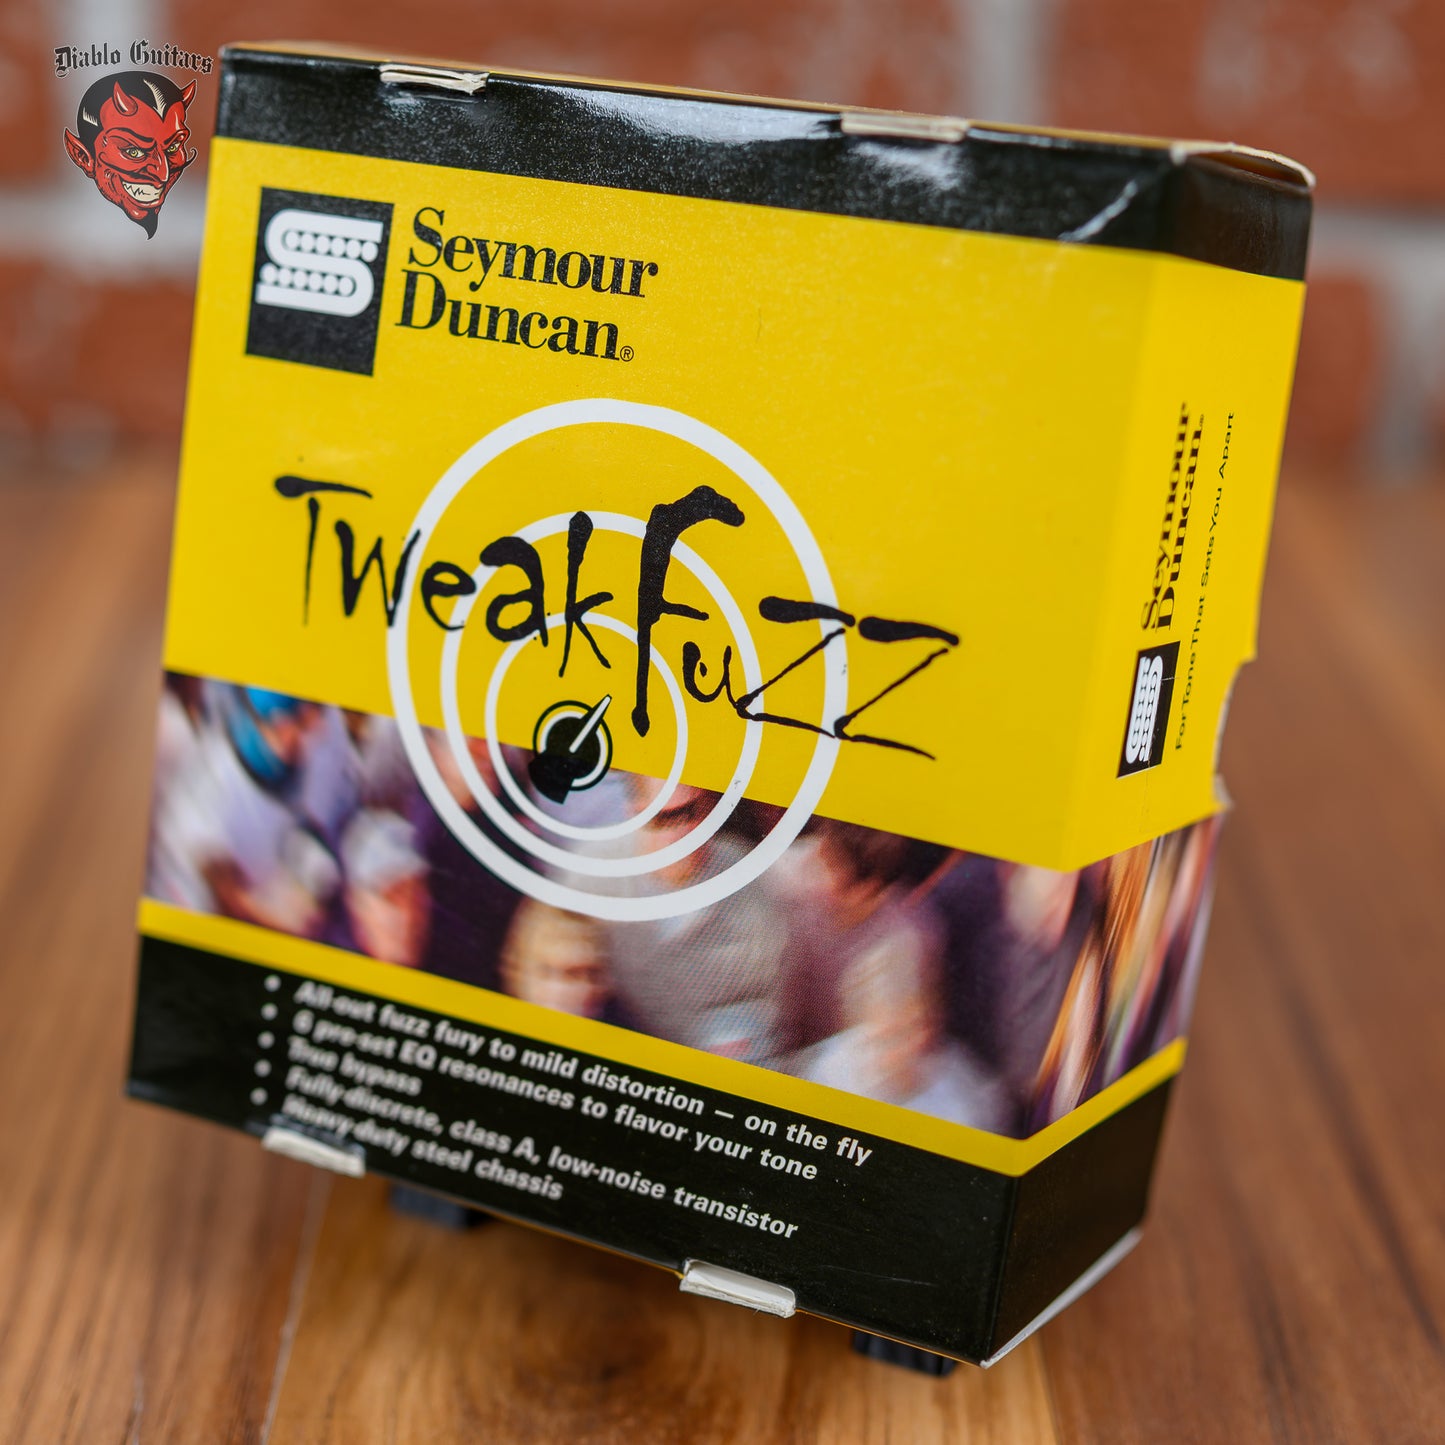 Diablo Guitars
Seymour
Duncan®
TweakFuzz
• All-out fuzz fury to mild distortion – on the fly
• 6 pre-set EQ resonances to flavor your tone
• True bypass
• Fully-discrete, class A, low-noise transistor
• Heavy-duty steel chassis
Seymour
Duncan®
For Tone That Sets You Apart